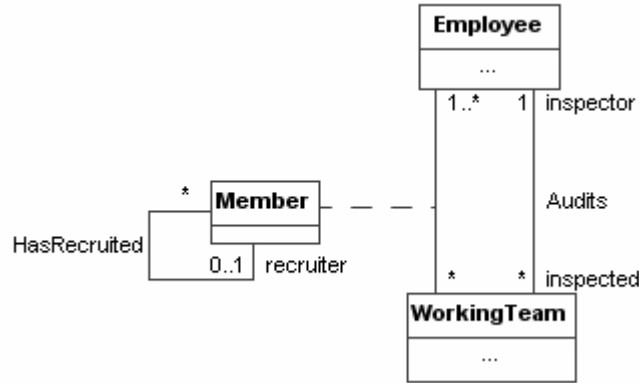 Employee
...
1..* 1 inspector
* Member
Audits
HasRecruited
0..1 recruiter
* * inspected
WorkingTeam
...